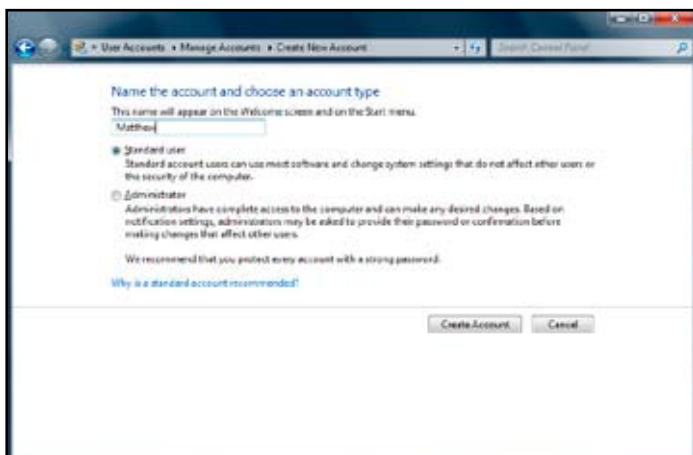 User Accounts ▸ Manage Accounts ▸ Create New Account
Search Control Panel
Name the account and choose an account type
This name will appear on the Welcome screen and on the Start menu.
Matthew
Standard user
Standard account users can use most software and change system settings that do not affect other users or
the security of the computer.
Administrator
Administrators have complete access to the computer and can make any desired changes. Based on
notification settings, administrators may be asked to provide their password or confirmation before
making changes that affect other users.
We recommend that you protect every account with a strong password.
Why is a standard account recommended?
Create Account
Cancel